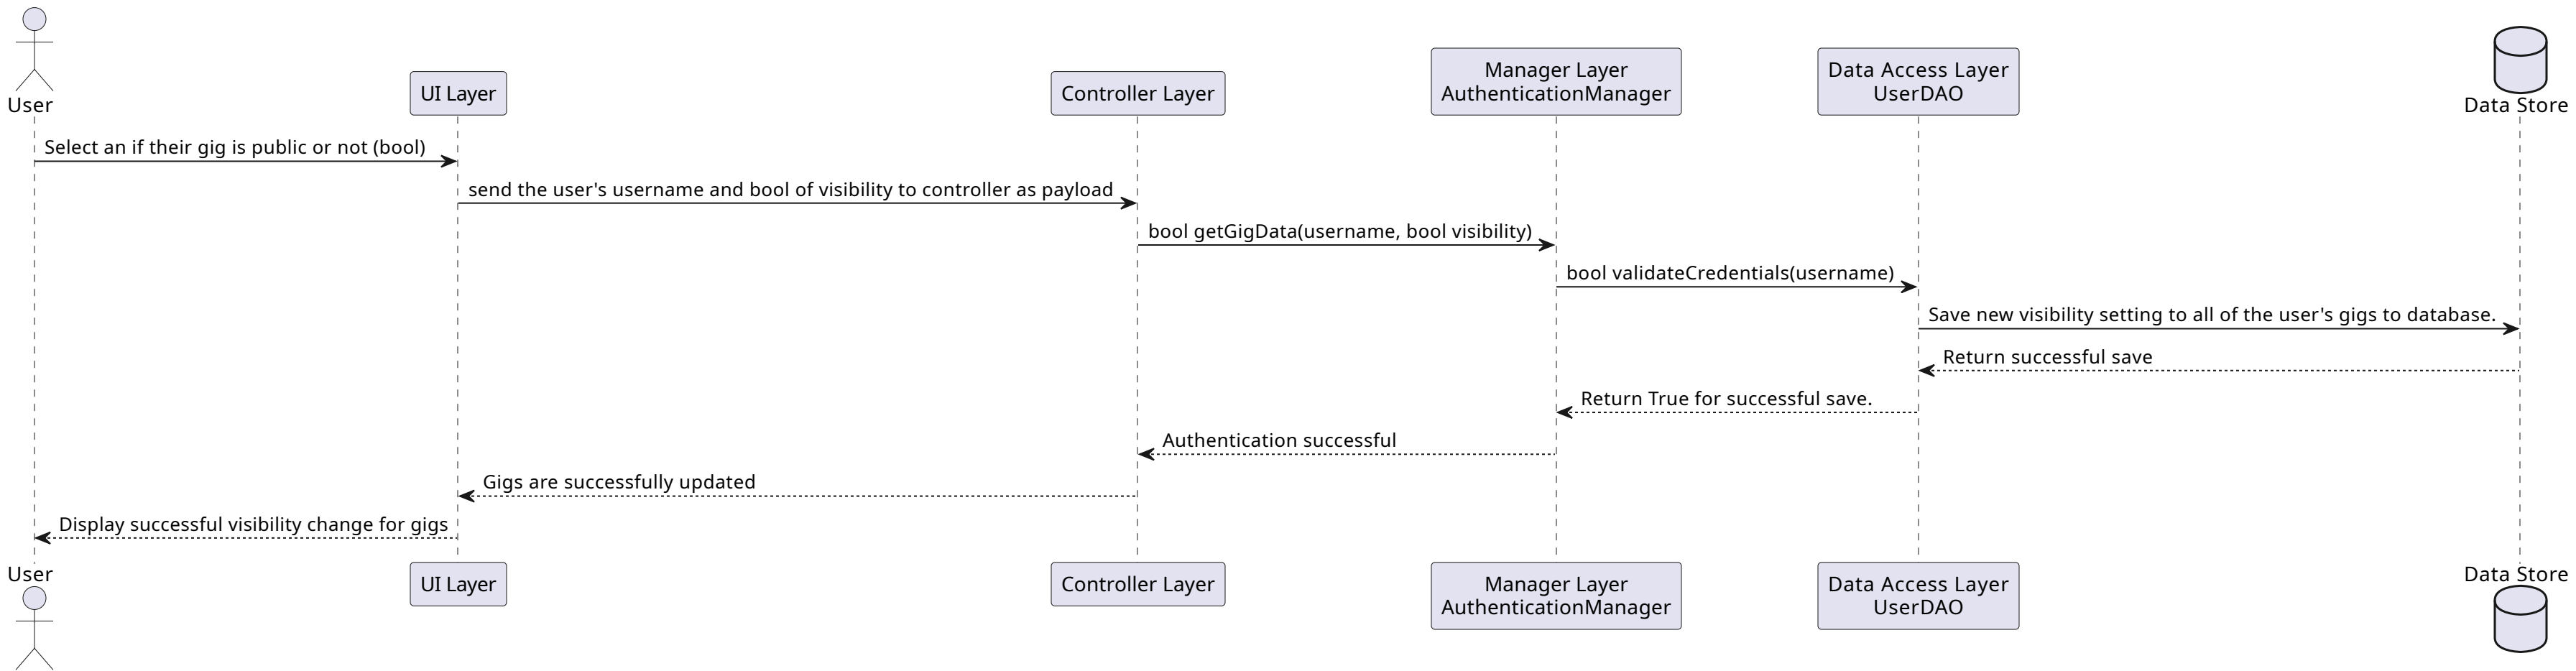 User
UI Layer
Controller Layer
Manager Layer
AuthenticationManager
Data Access Layer
UserDAO
Data Store
Select an if their gig is public or not (bool)
send the user's username and bool of visibility to controller as payload
bool getGigData(username, bool visibility)
bool validateCredentials(username)
Save new visibility setting to all of the user's gigs to database.
Return successful save
Return True for successful save.
Authentication successful
Gigs are successfully updated
Display successful visibility change for gigs
User
UI Layer
Controller Layer
Manager Layer
AuthenticationManager
Data Access Layer
UserDAO
Data Store